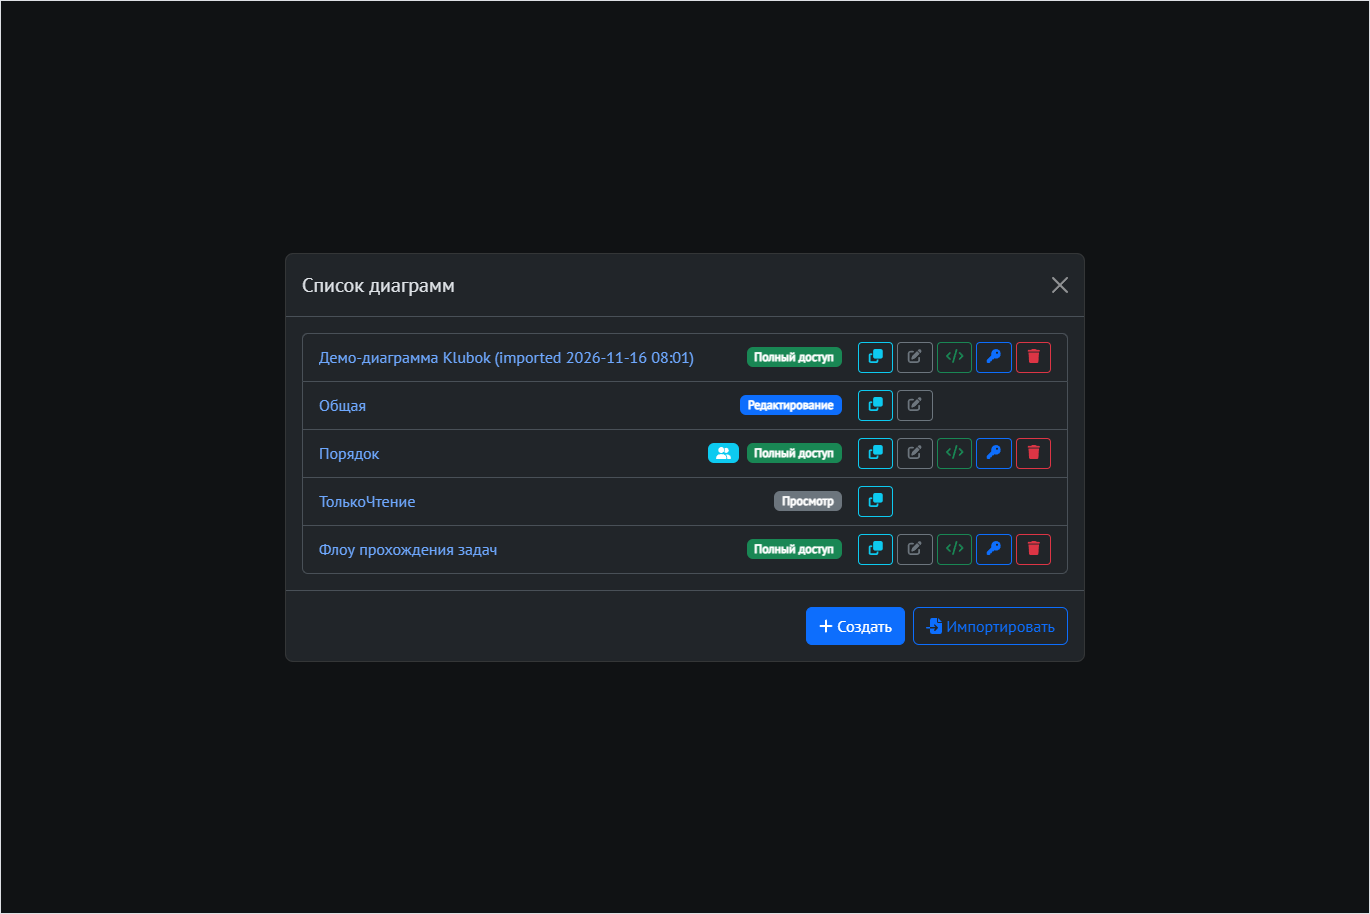 Список диаграмм
Демо-диаграмма Klubok (imported 2026-11-16 08:01) Полный доступ
Общая Редактирование
Порядок Полный доступ
ТолькоЧтение Просмотр
Флоу прохождения задач Полный доступ
Создать Импортировать